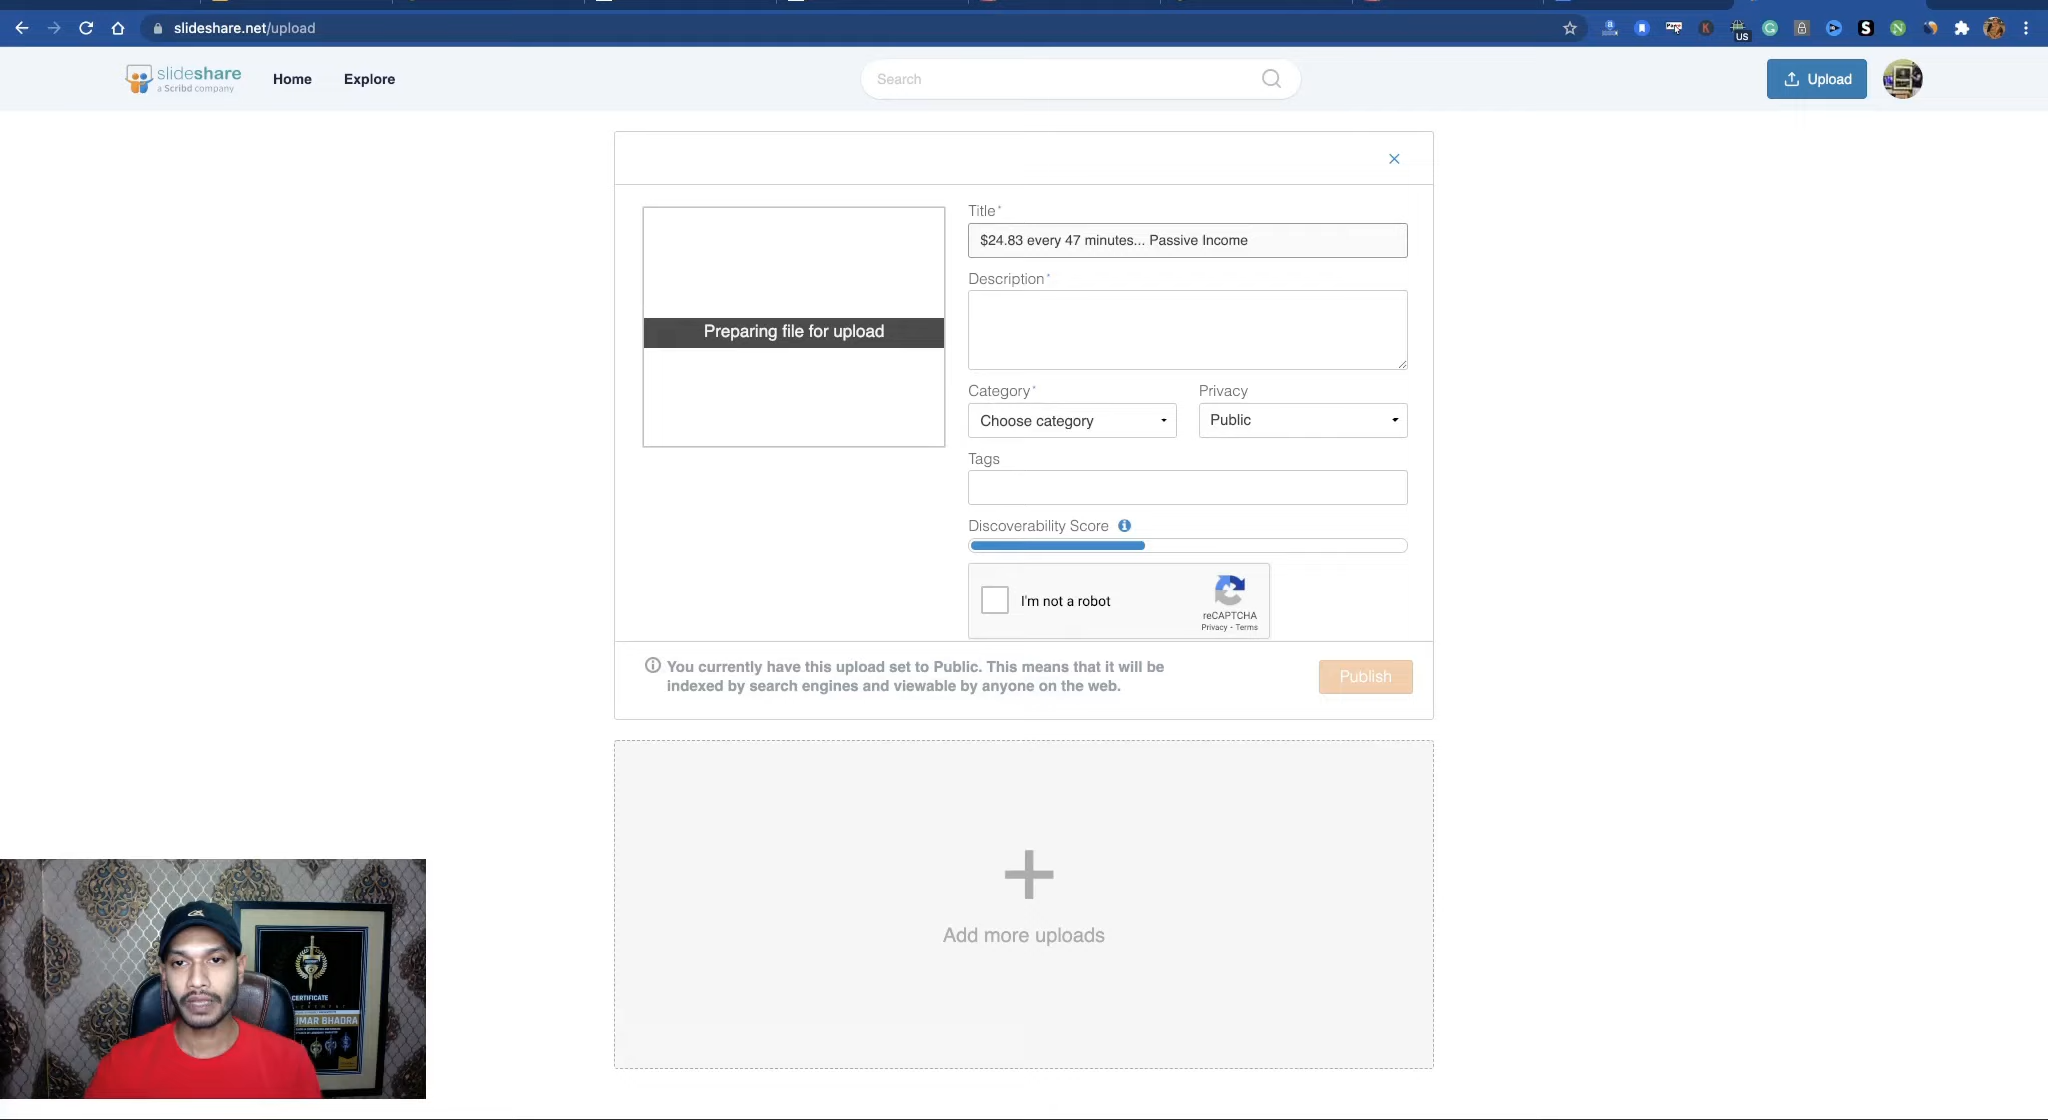 slideshare.net/upload
US
slideshare
a Scribd company
Home
Explore
Search
Upload
Title*
$24.83 every 47 minutes... Passive Income
Description*
Preparing file for upload
Category*
Privacy
Choose category
Public
Tags
Discoverability Score
I'm not a robot
reCAPTCHA
Privacy - Terms
You currently have this upload set to Public. This means that it will be
indexed by search engines and viewable by anyone on the web.
Publish
Add more uploads
CERTIFICATE
UMAR BHADRA